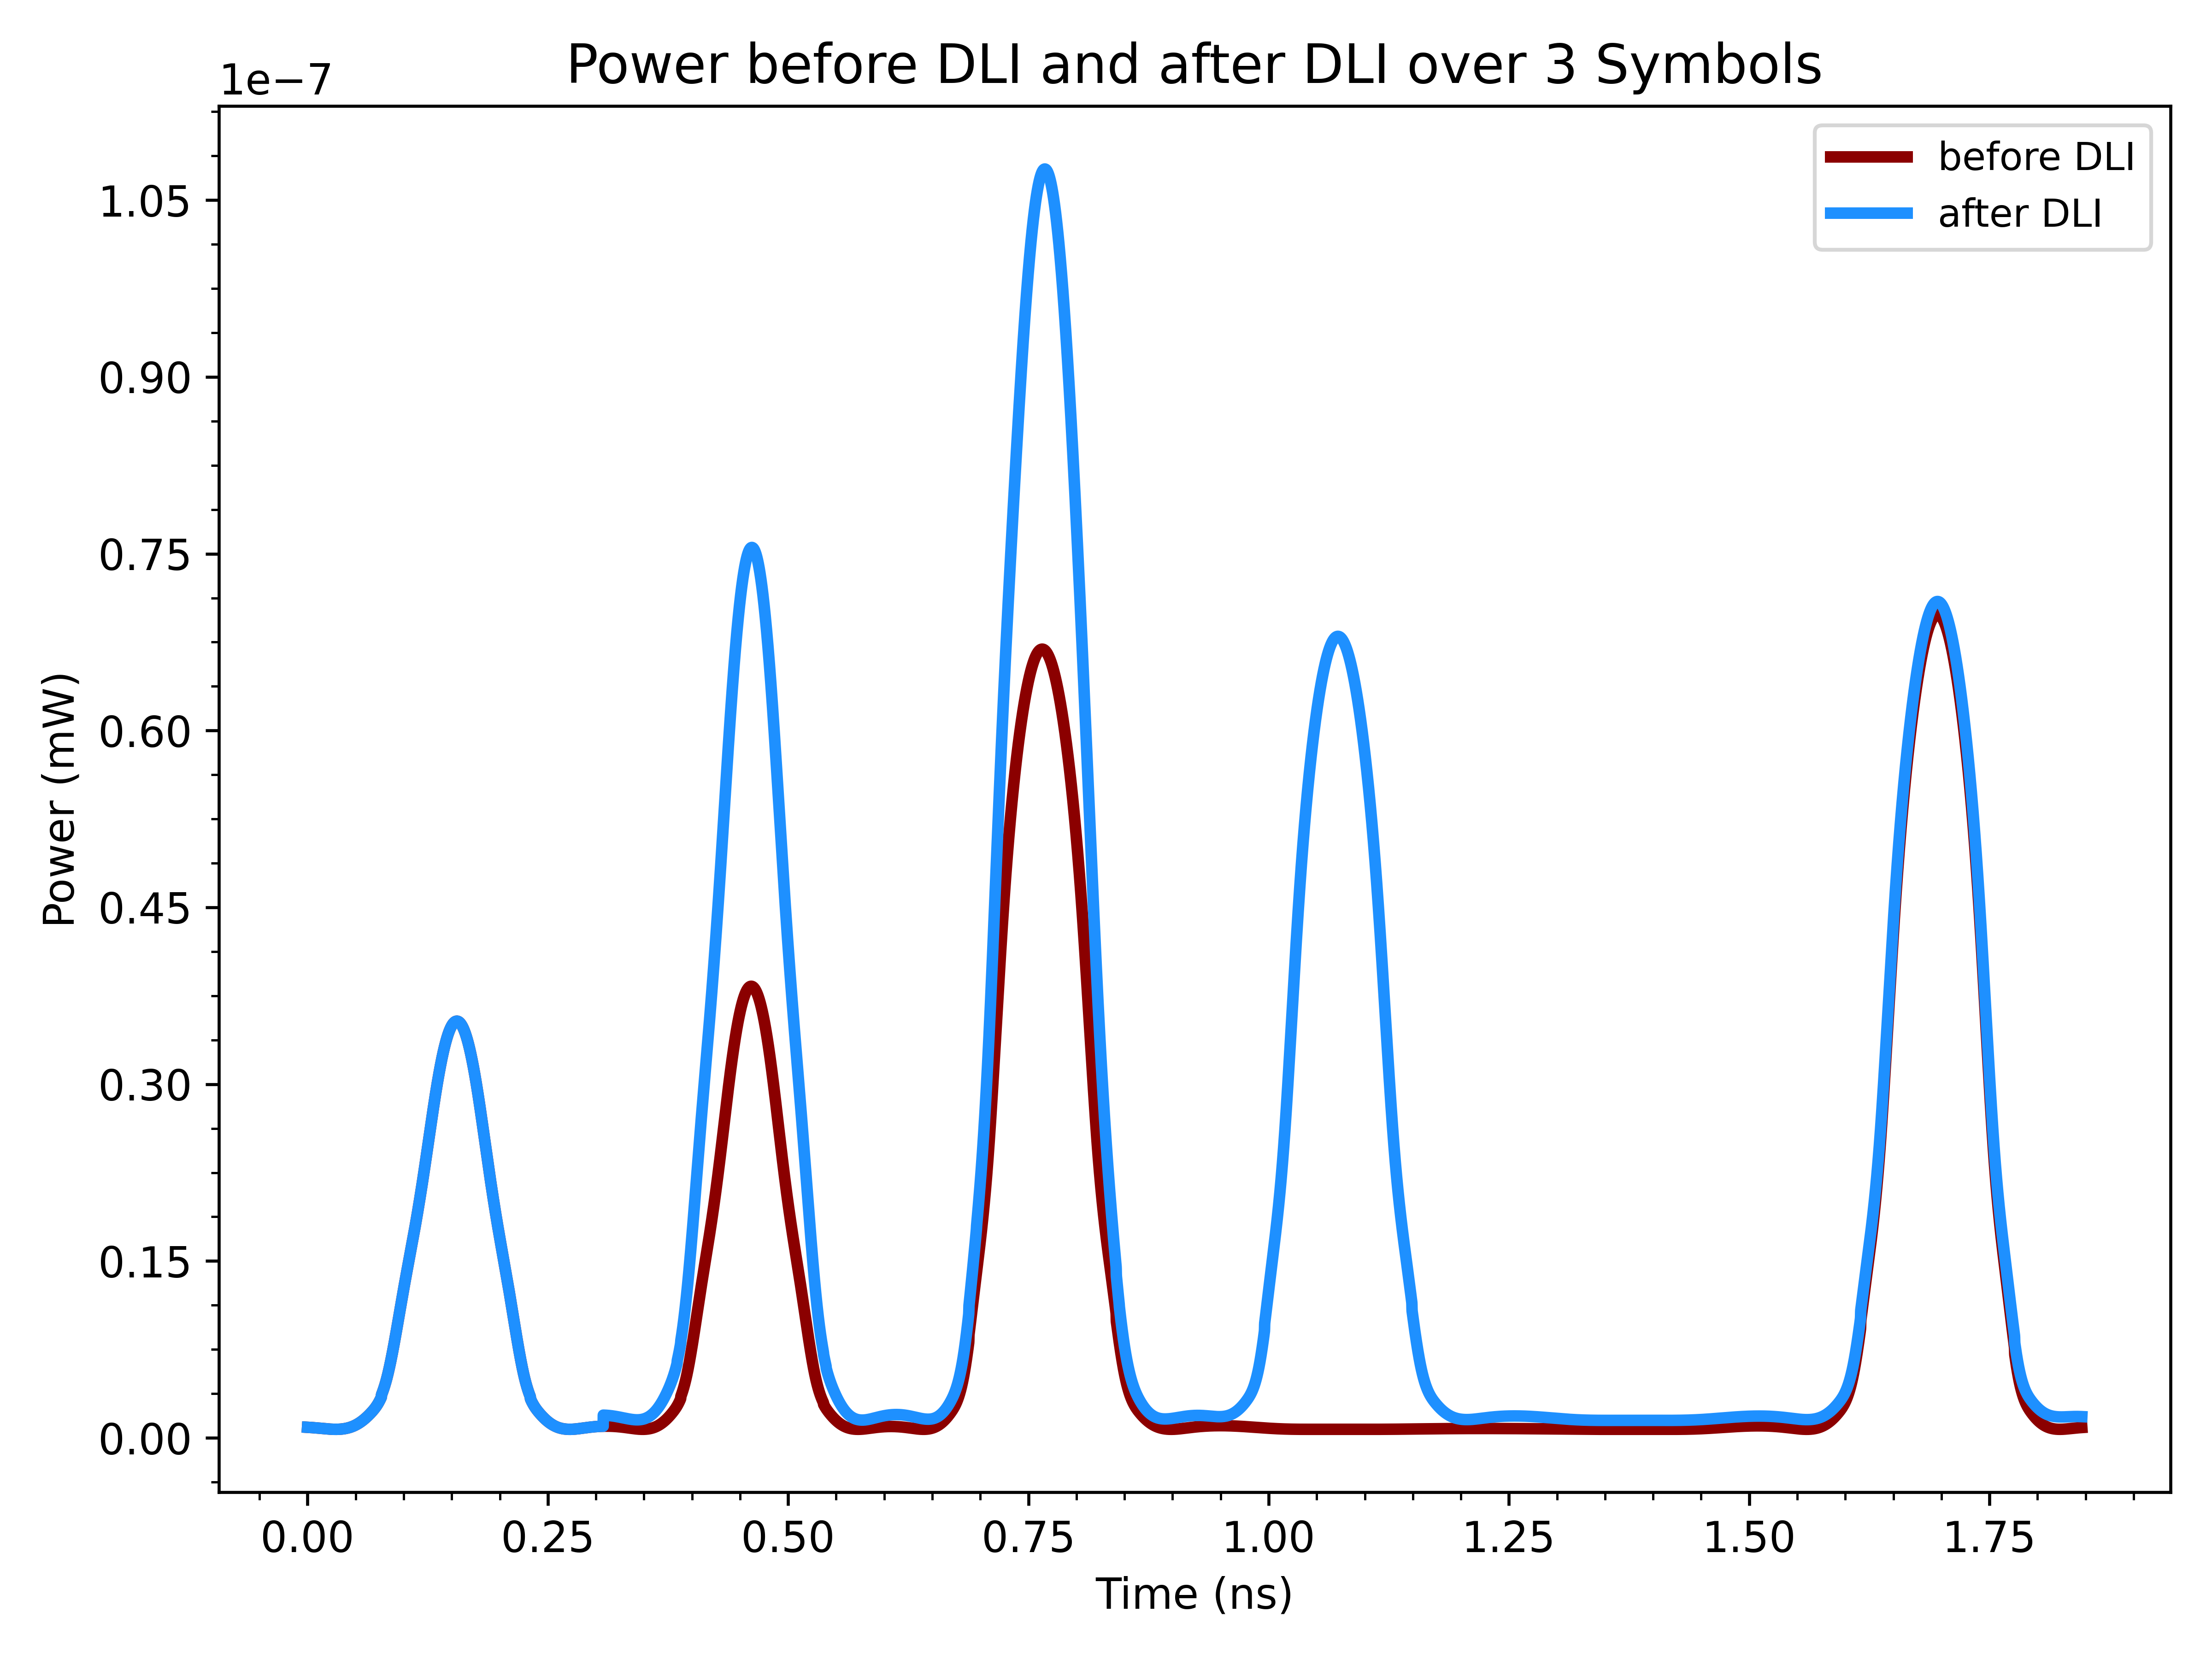 Power before DLI and after DLI over 3 Symbols
1e−7
before DLI
after DLI
1.05
0.90
0.75
0.60
0.45
0.30
0.15
0.00
Power (mW)
0.00 0.25 0.50 0.75 1.00 1.25 1.50 1.75
Time (ns)